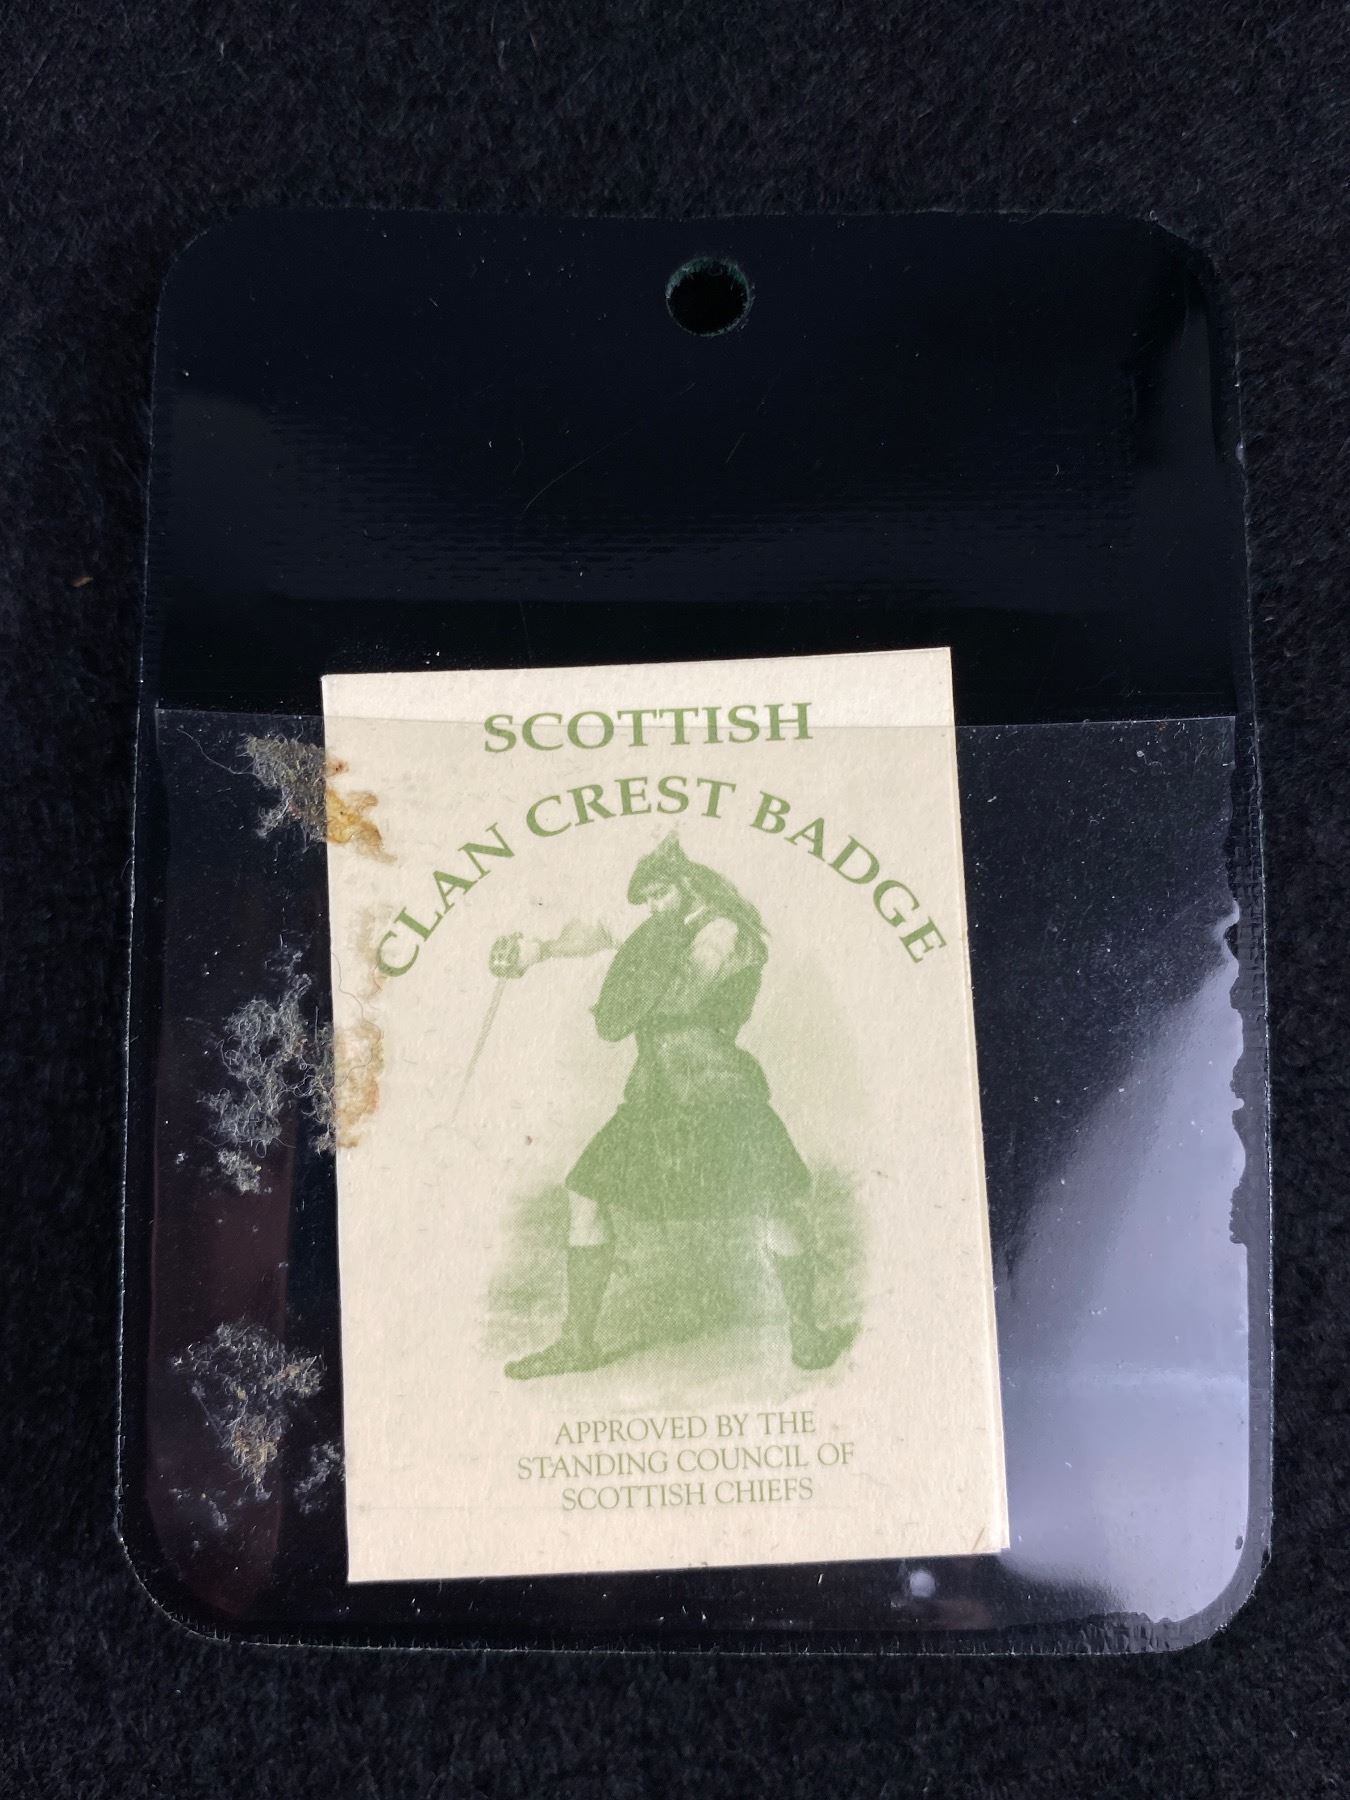 SCOTTISH
CLAN CREST BADGE
APPROVED BY THE
STANDING COUNCIL OF
SCOTTISH CHIEFS